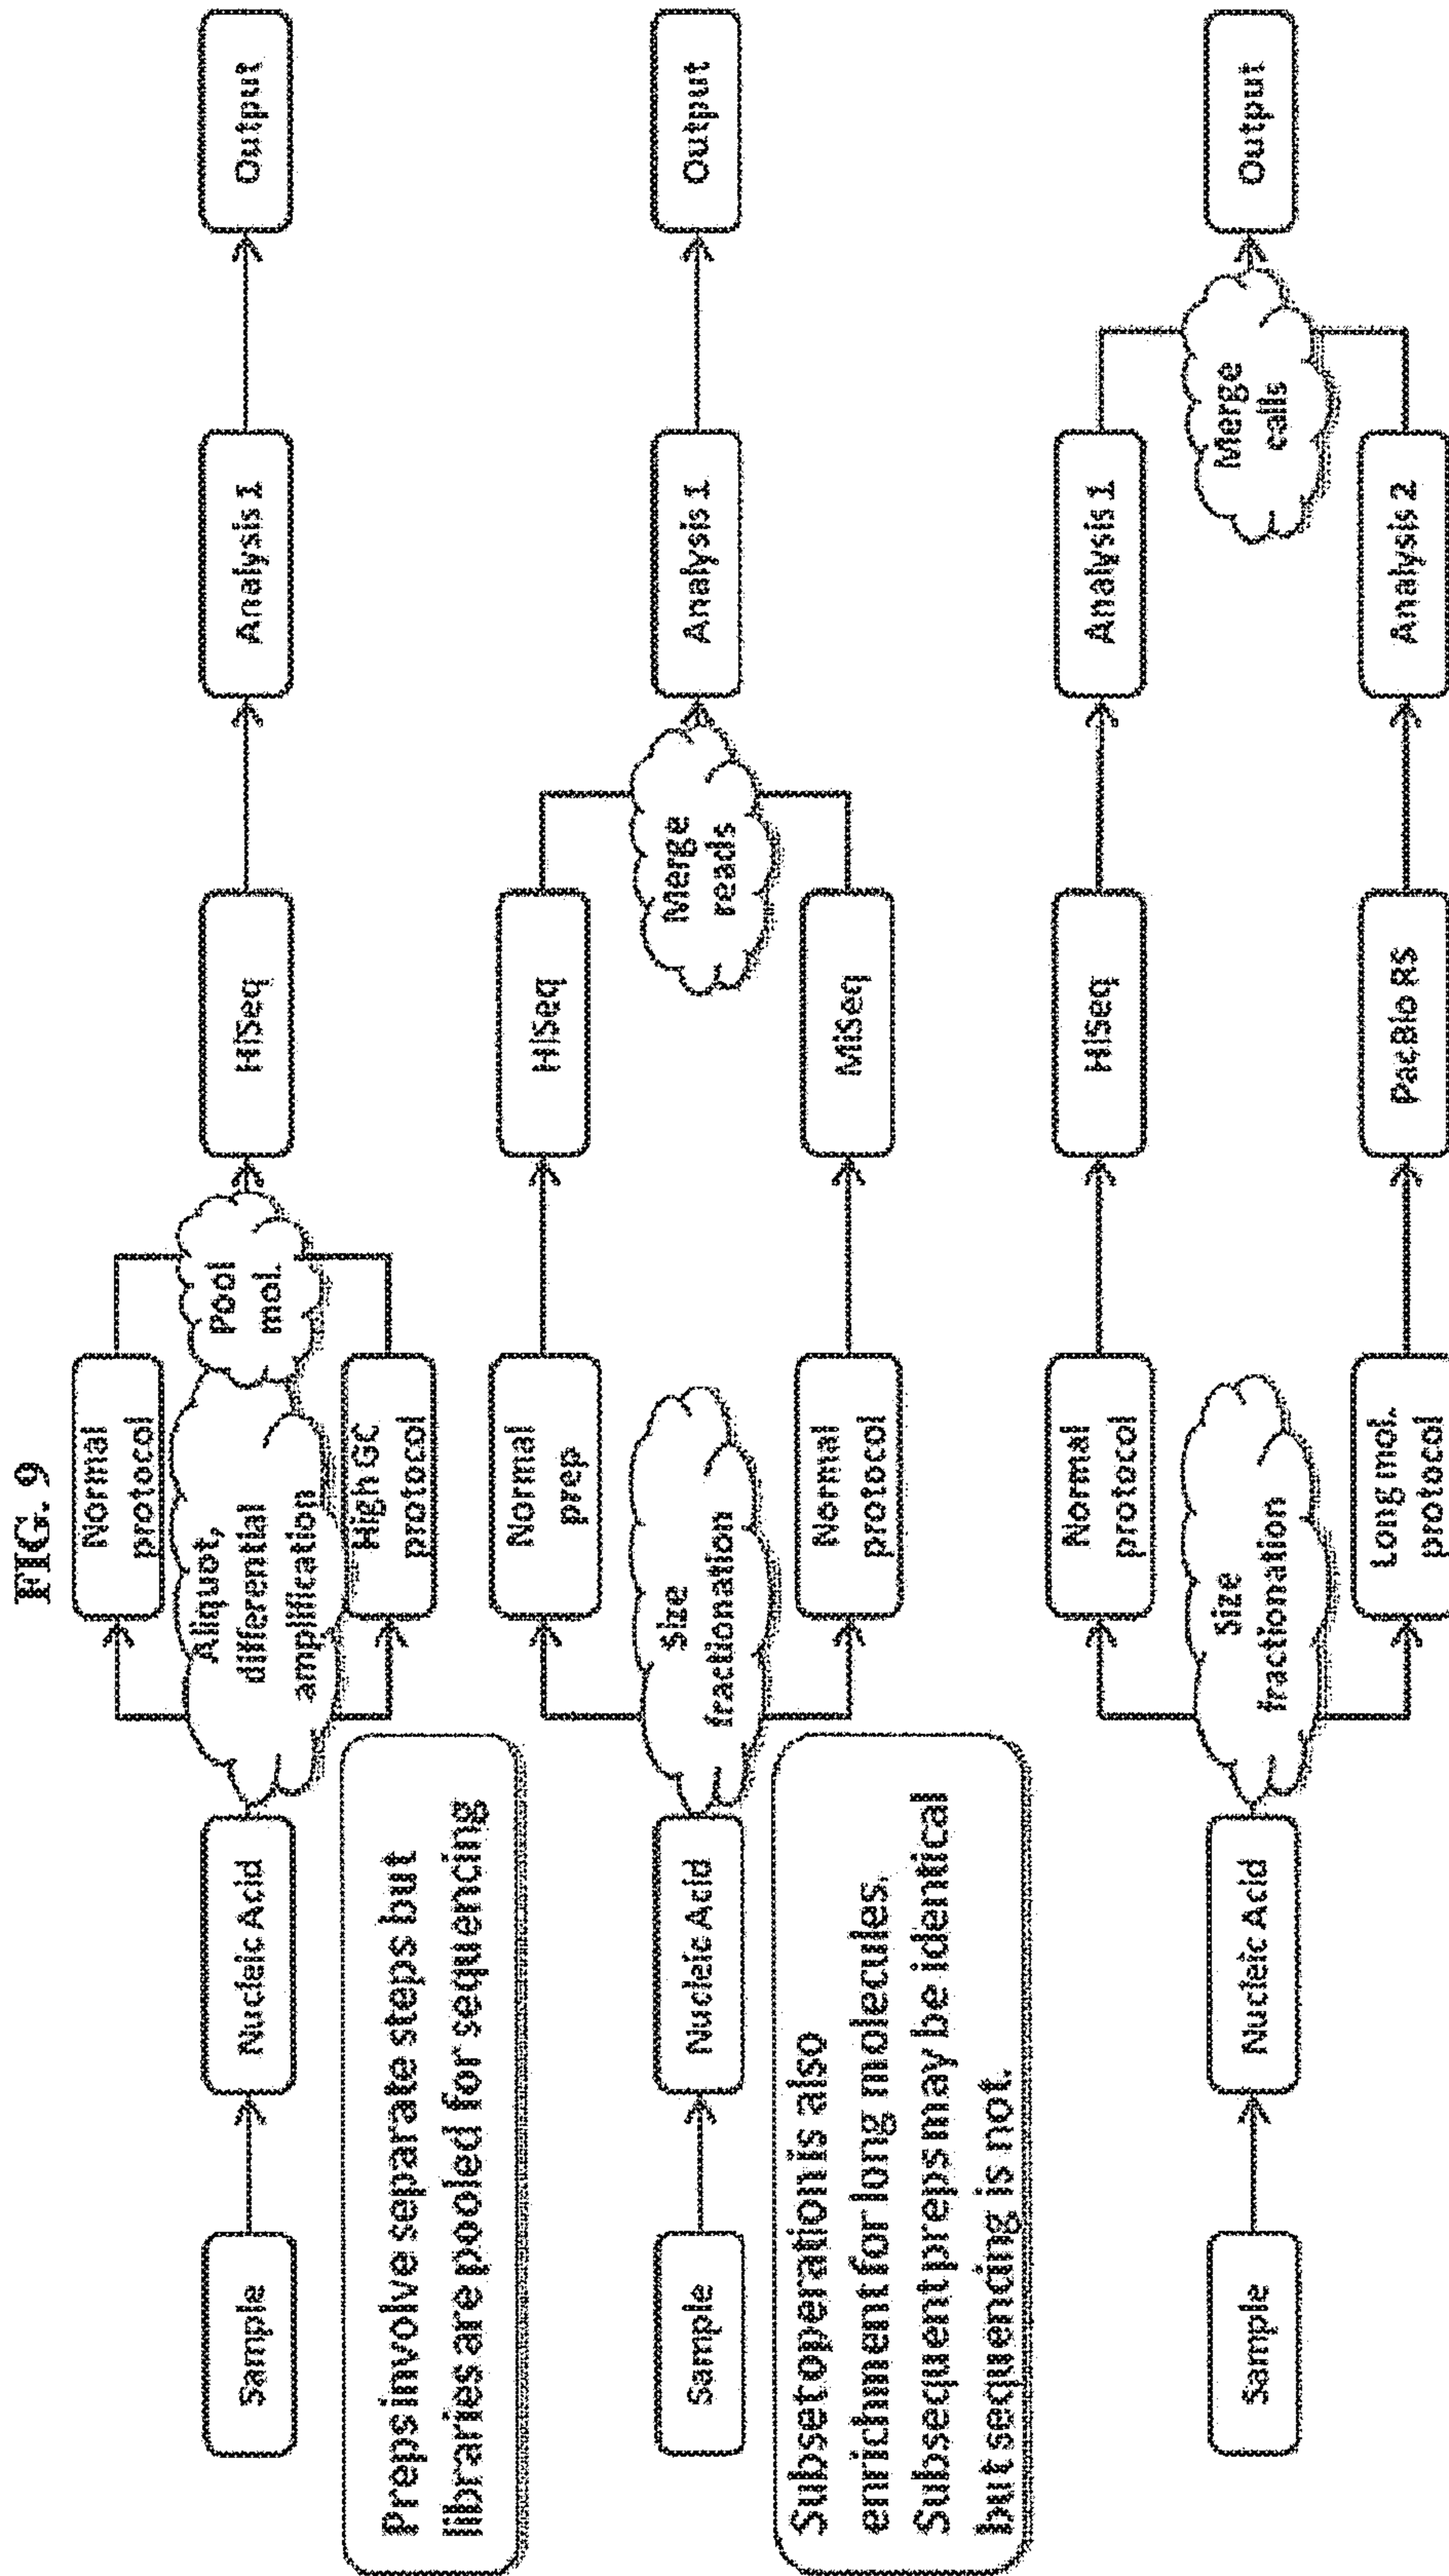 FIG. 9
Sample
Nucleic Acid
Aliquot,
differential
amplification
Normal
protocol
High GC
protocol
Pool
mol.
HiSeq
Analysis 1
Output
Preps involve separate steps but
libraries are pooled for sequencing
Sample
Nucleic Acid
Size
fractionation
Normal
prep
Normal
protocol
HiSeq
MiSeq
Merge
reads
Analysis 1
Output
Subset operation is also
enrichment for long molecules.
Subsequent preps may be identical
but sequencing is not.
Sample
Nucleic Acid
Size
fractionation
Normal
protocol
Long mol.
protocol
HiSeq
PacBio RS
Analysis 1
Analysis 2
Merge
calls
Output